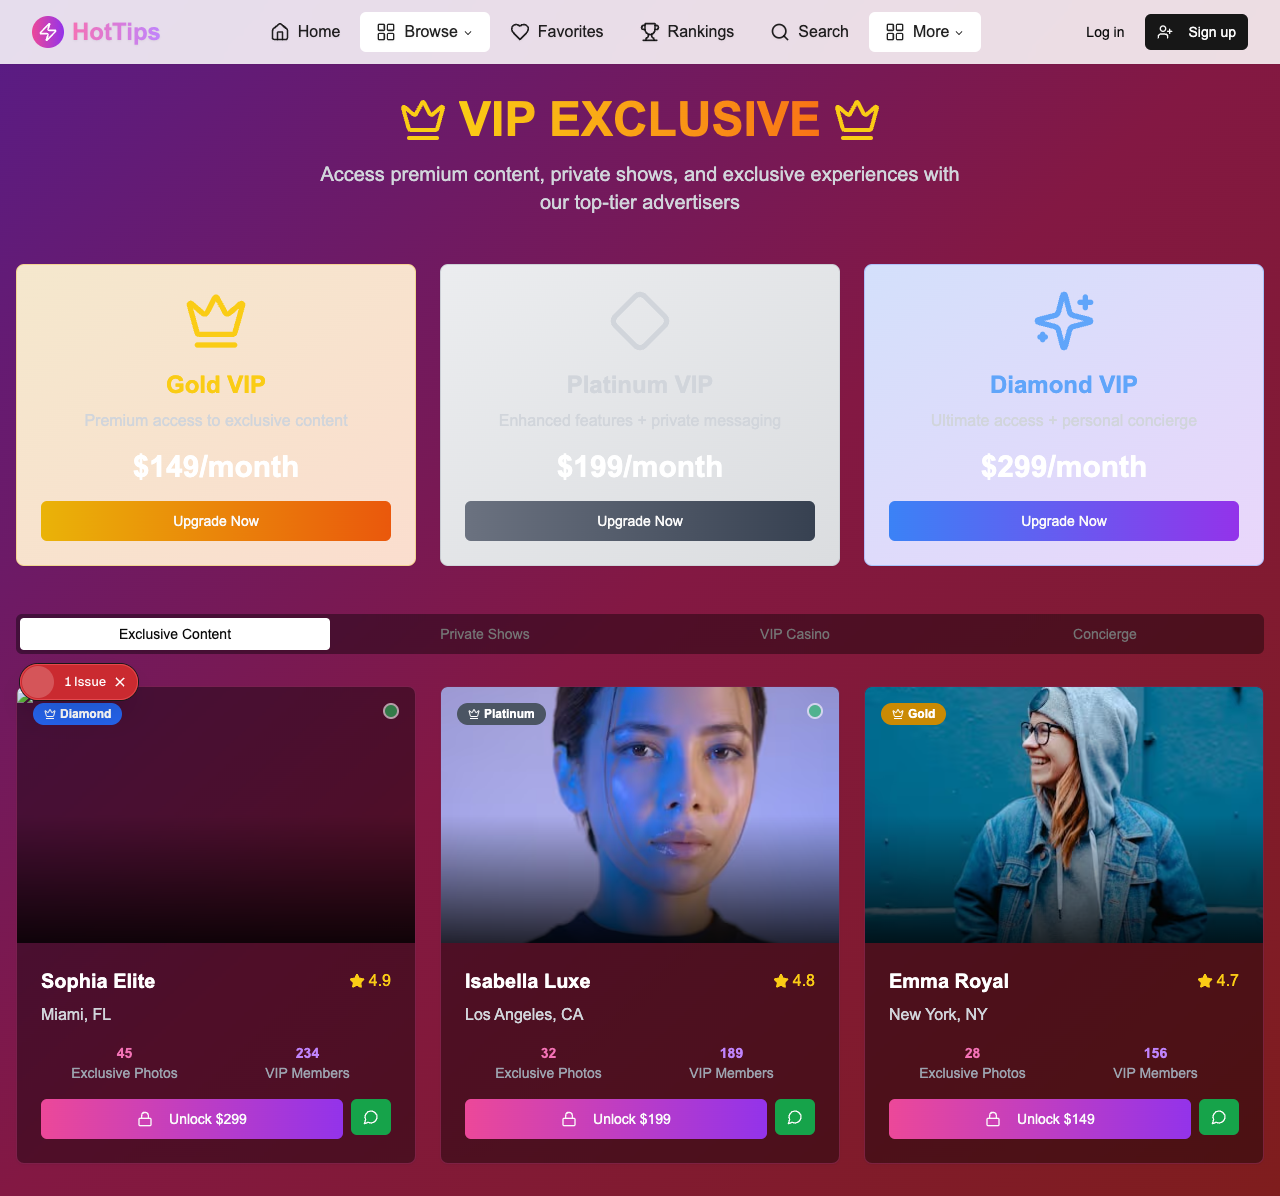 HotTips
Home
Browse
Favorites
Rankings
Search
More
Log in
Sign up
VIP EXCLUSIVE
Access premium content, private shows, and exclusive experiences with
our top-tier advertisers
Gold VIP
Premium access to exclusive content
$149/month
Upgrade Now
Platinum VIP
Enhanced features + private messaging
$199/month
Upgrade Now
Diamond VIP
Ultimate access + personal concierge
$299/month
Upgrade Now
Exclusive Content
Private Shows
VIP Casino
Concierge
1 Issue
Diamond
Sophia Elite
4.9
Miami, FL
45
234
Exclusive Photos
VIP Members
Unlock $299
Platinum
Isabella Luxe
4.8
Los Angeles, CA
32
189
Exclusive Photos
VIP Members
Unlock $199
Gold
Emma Royal
4.7
New York, NY
28
156
Exclusive Photos
VIP Members
Unlock $149